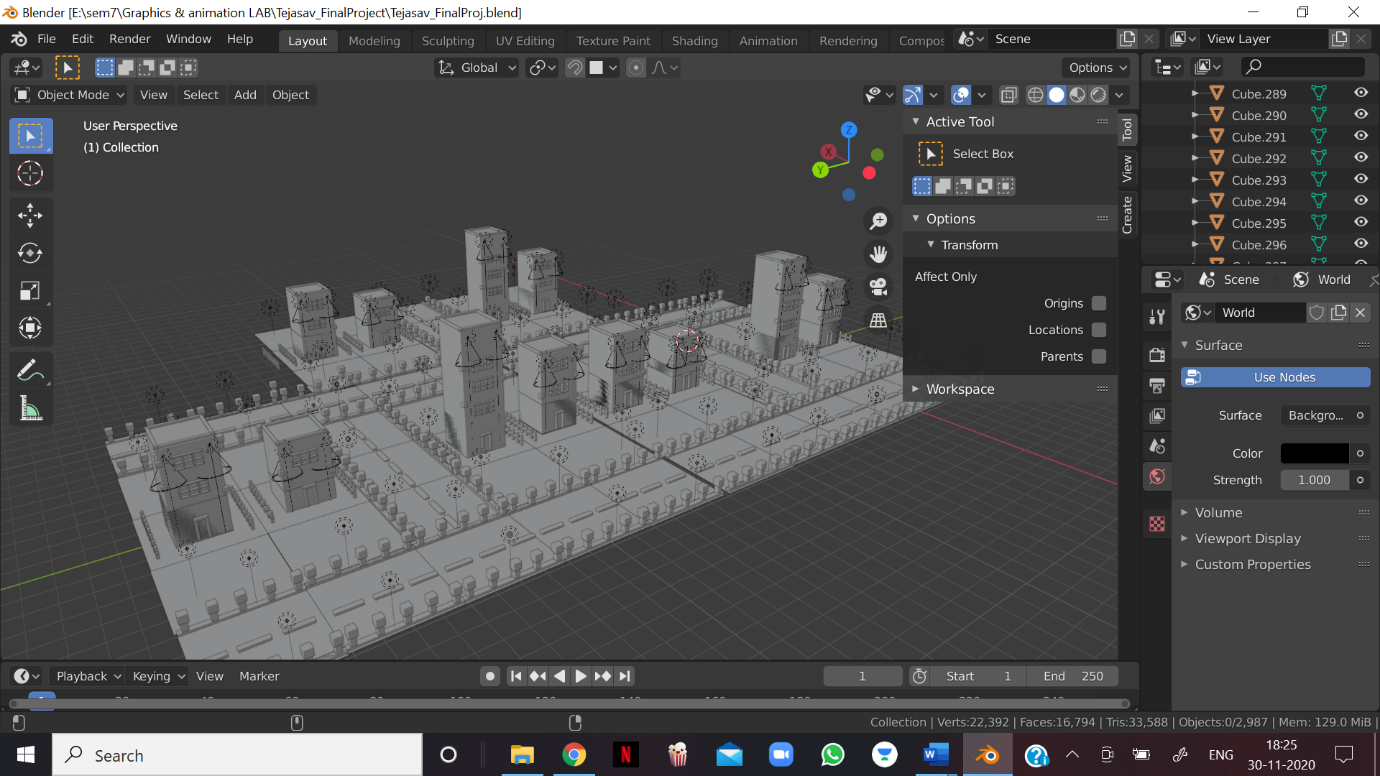 Blender [E:\sem7\Graphics & animation LAB\Tejasav_FinalProject\Tejasav_FinalProj.blend]
File Edit Render Window Help Layout Modeling Sculpting UV Editing Texture Paint Shading Animation Rendering Compos Scene View Layer
Global Options
Object Mode View Select Add Object
User Perspective
(1) Collection
Z
X
Y
Active Tool
Select Box
Options
Transform
Affect Only
Origins
Locations
Parents
Workspace
Tool
View
Create
Cube.289
Cube.290
Cube.291
Cube.292
Cube.293
Cube.294
Cube.295
Cube.296
Scene World
World
Surface
Use Nodes
Surface Backgro...
Color
Strength 1.000
Volume
Viewport Display
Custom Properties
Playback Keying View Marker 1 Start 1 End 250
Collection | Verts:22,392 | Faces:16,794 | Tris:33,588 | Objects:0/2,987 | Mem: 129.0 MiB |
Search
N
W
ENG
18:25
30-11-2020